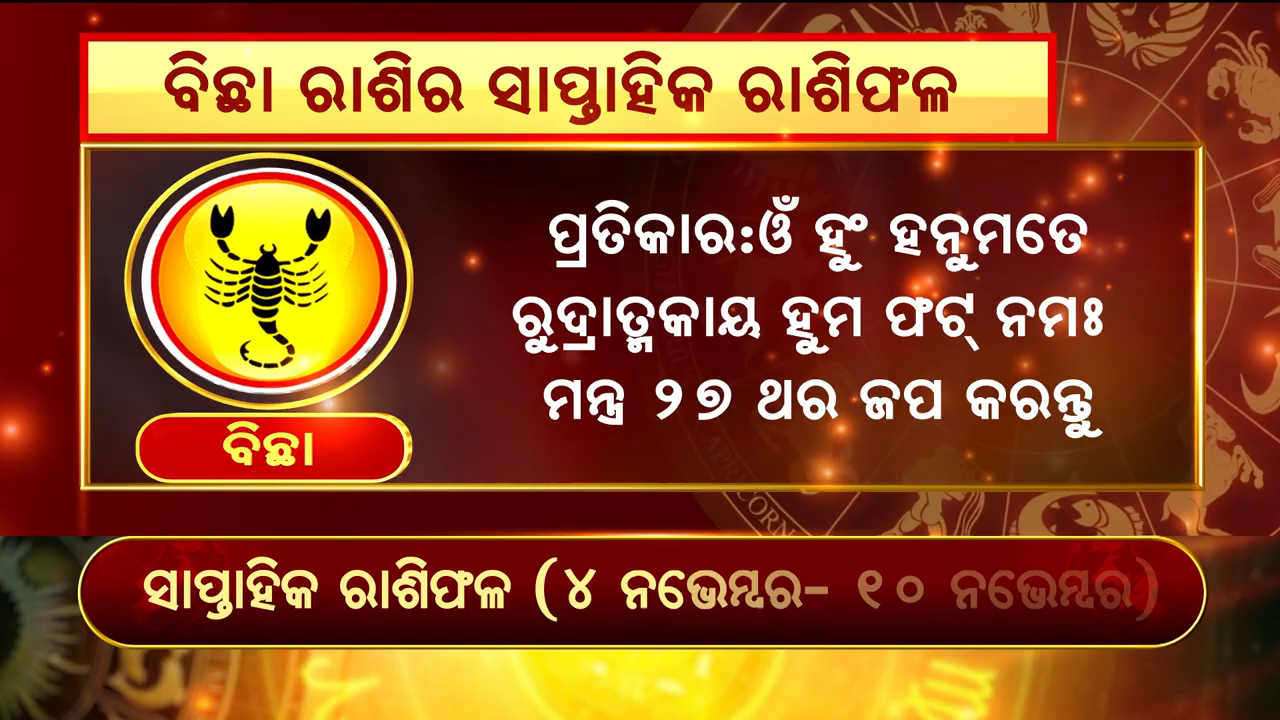 ବିଛା ରାଶିର ସାପ୍ତାହିକ ରାଶିଫଳ
ପ୍ରତିକାର:ଓଁ ହୁଂ ହନୁମତେ
ରୁଦ୍ରାତ୍ମକାୟ ହୁମ ଫଟ୍ ନମଃ
ମନ୍ତ୍ର ୨୭ ଥର ଜପ କରନ୍ତୁ
ବିଛା
ସାପ୍ତାହିକ ରାଶିଫଳ (୪ ନଭେମ୍ବର- ୧୦ ନଭେମ୍ବର)